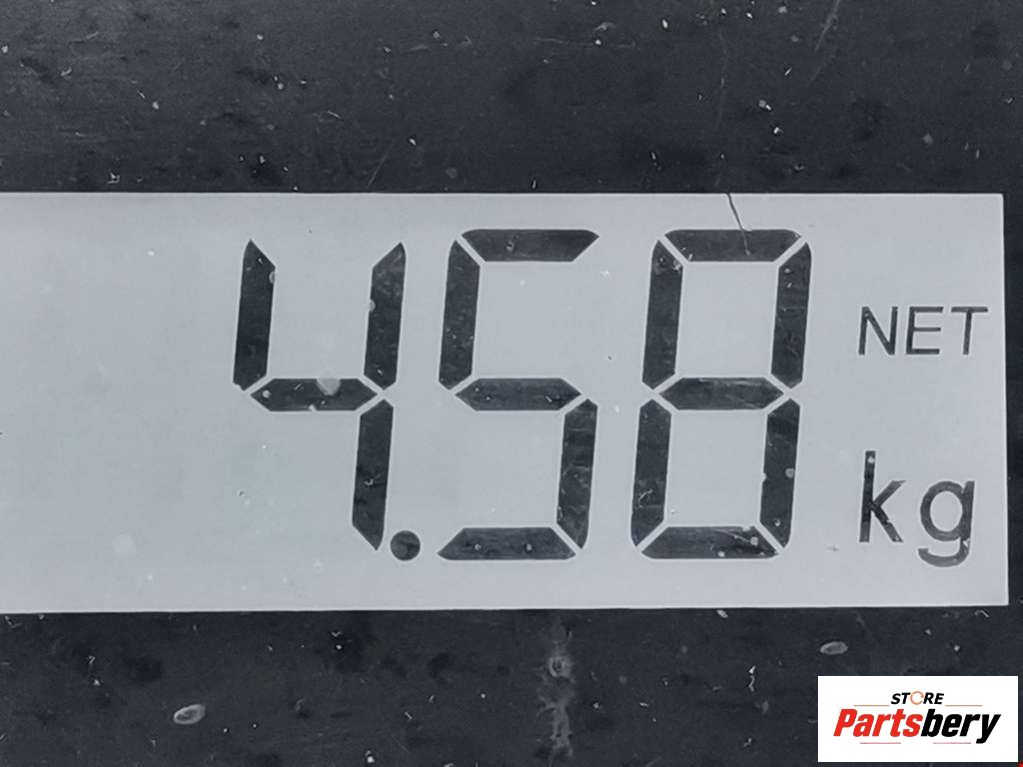 4.58 NET
kg
STORE
Partsbery